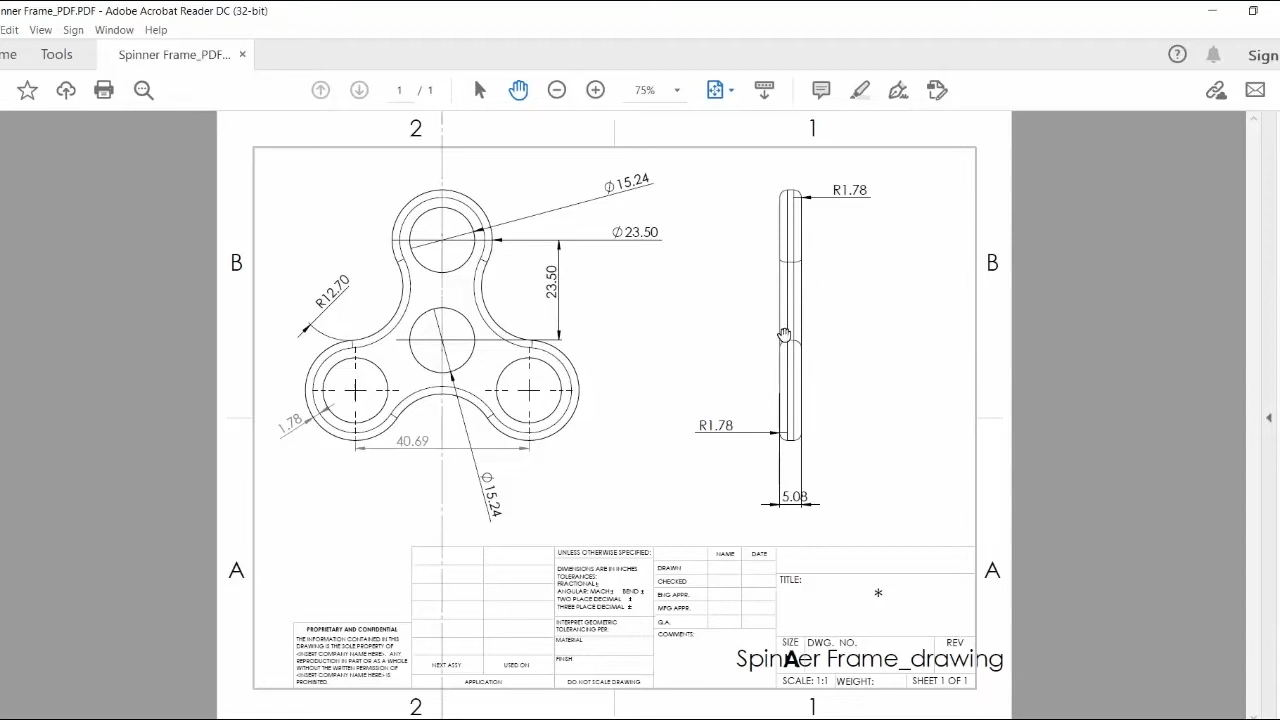 nner Frame_PDF.PDF - Adobe Acrobat Reader DC (32-bit)
Edit View Sign Window Help
me Tools Spinner Frame_PDF... × Sign
1 / 1 75%
2 1
∅15.24
R1.78
∅23.50
B B
23.50
R12.70
1.78
40.69
R1.78
∅15.24
5.08
A A
UNLESS OTHERWISE SPECIFIED:
DIMENSIONS ARE IN INCHES
TOLERANCES:
FRACTIONAL±
ANGULAR: MACH± BEND ±
TWO PLACE DECIMAL ±
THREE PLACE DECIMAL ±
INTERPRET GEOMETRIC
TOLERANCING PER:
MATERIAL
FINISH
DO NOT SCALE DRAWING
NAME DATE
DRAWN
CHECKED
ENG APPR.
MFG APPR.
Q.A.
COMMENTS:
TITLE:
*
SIZE DWG. NO. REV
A
Spinner Frame_drawing
SCALE: 1:1 WEIGHT: SHEET 1 OF 1
PROPRIETARY AND CONFIDENTIAL
THE INFORMATION CONTAINED IN THIS
DRAWING IS THE SOLE PROPERTY OF
<INSERT COMPANY NAME HERE>. ANY
REPRODUCTION IN PART OR AS A WHOLE
WITHOUT THE WRITTEN PERMISSION OF
<INSERT COMPANY NAME HERE> IS
PROHIBITED.
NEXT ASSY USED ON
APPLICATION
2 1